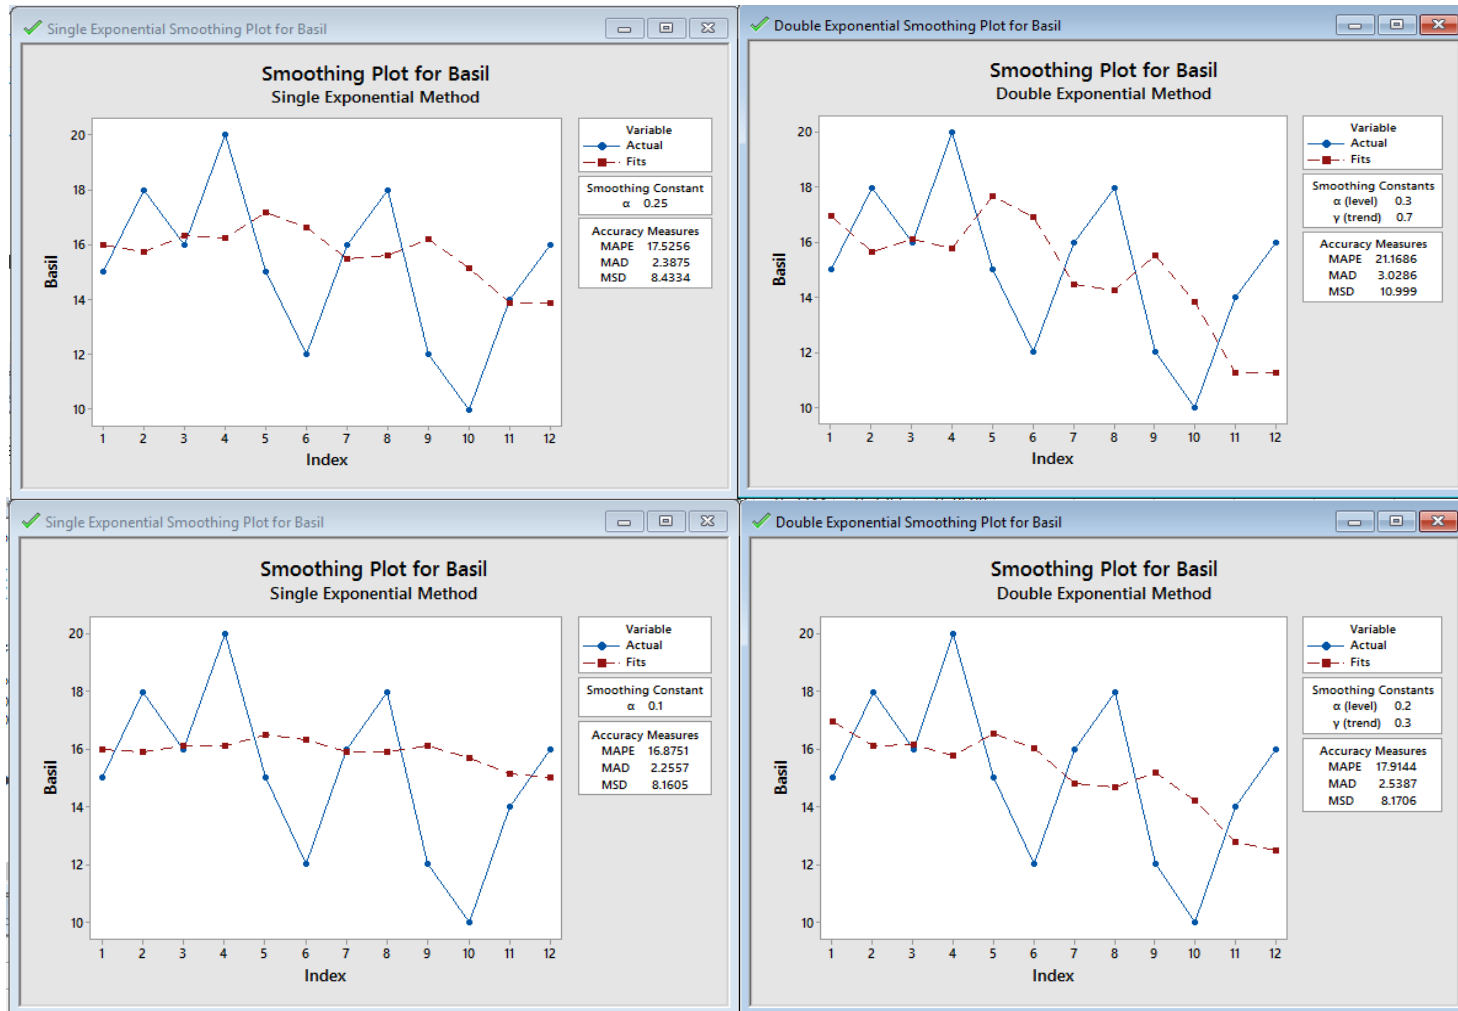 Single Exponential Smoothing Plot for Basil
Smoothing Plot for Basil
Single Exponential Method
Basil
20
18
16
14
12
10
1 2 3 4 5 6 7 8 9 10 11 12
Index
Variable
Actual
Fits
Smoothing Constant
α 0.25
Accuracy Measures
MAPE 17.5256
MAD 2.3875
MSD 8.4334
Double Exponential Smoothing Plot for Basil
Smoothing Plot for Basil
Double Exponential Method
Basil
20
18
16
14
12
10
1 2 3 4 5 6 7 8 9 10 11 12
Index
Variable
Actual
Fits
Smoothing Constants
α (level) 0.3
γ (trend) 0.7
Accuracy Measures
MAPE 21.1686
MAD 3.0286
MSD 10.999
Single Exponential Smoothing Plot for Basil
Smoothing Plot for Basil
Single Exponential Method
Basil
20
18
16
14
12
10
1 2 3 4 5 6 7 8 9 10 11 12
Index
Variable
Actual
Fits
Smoothing Constant
α 0.1
Accuracy Measures
MAPE 16.8751
MAD 2.2557
MSD 8.1605
Double Exponential Smoothing Plot for Basil
Smoothing Plot for Basil
Double Exponential Method
Basil
20
18
16
14
12
10
1 2 3 4 5 6 7 8 9 10 11 12
Index
Variable
Actual
Fits
Smoothing Constants
α (level) 0.2
γ (trend) 0.3
Accuracy Measures
MAPE 17.9144
MAD 2.5387
MSD 8.1706